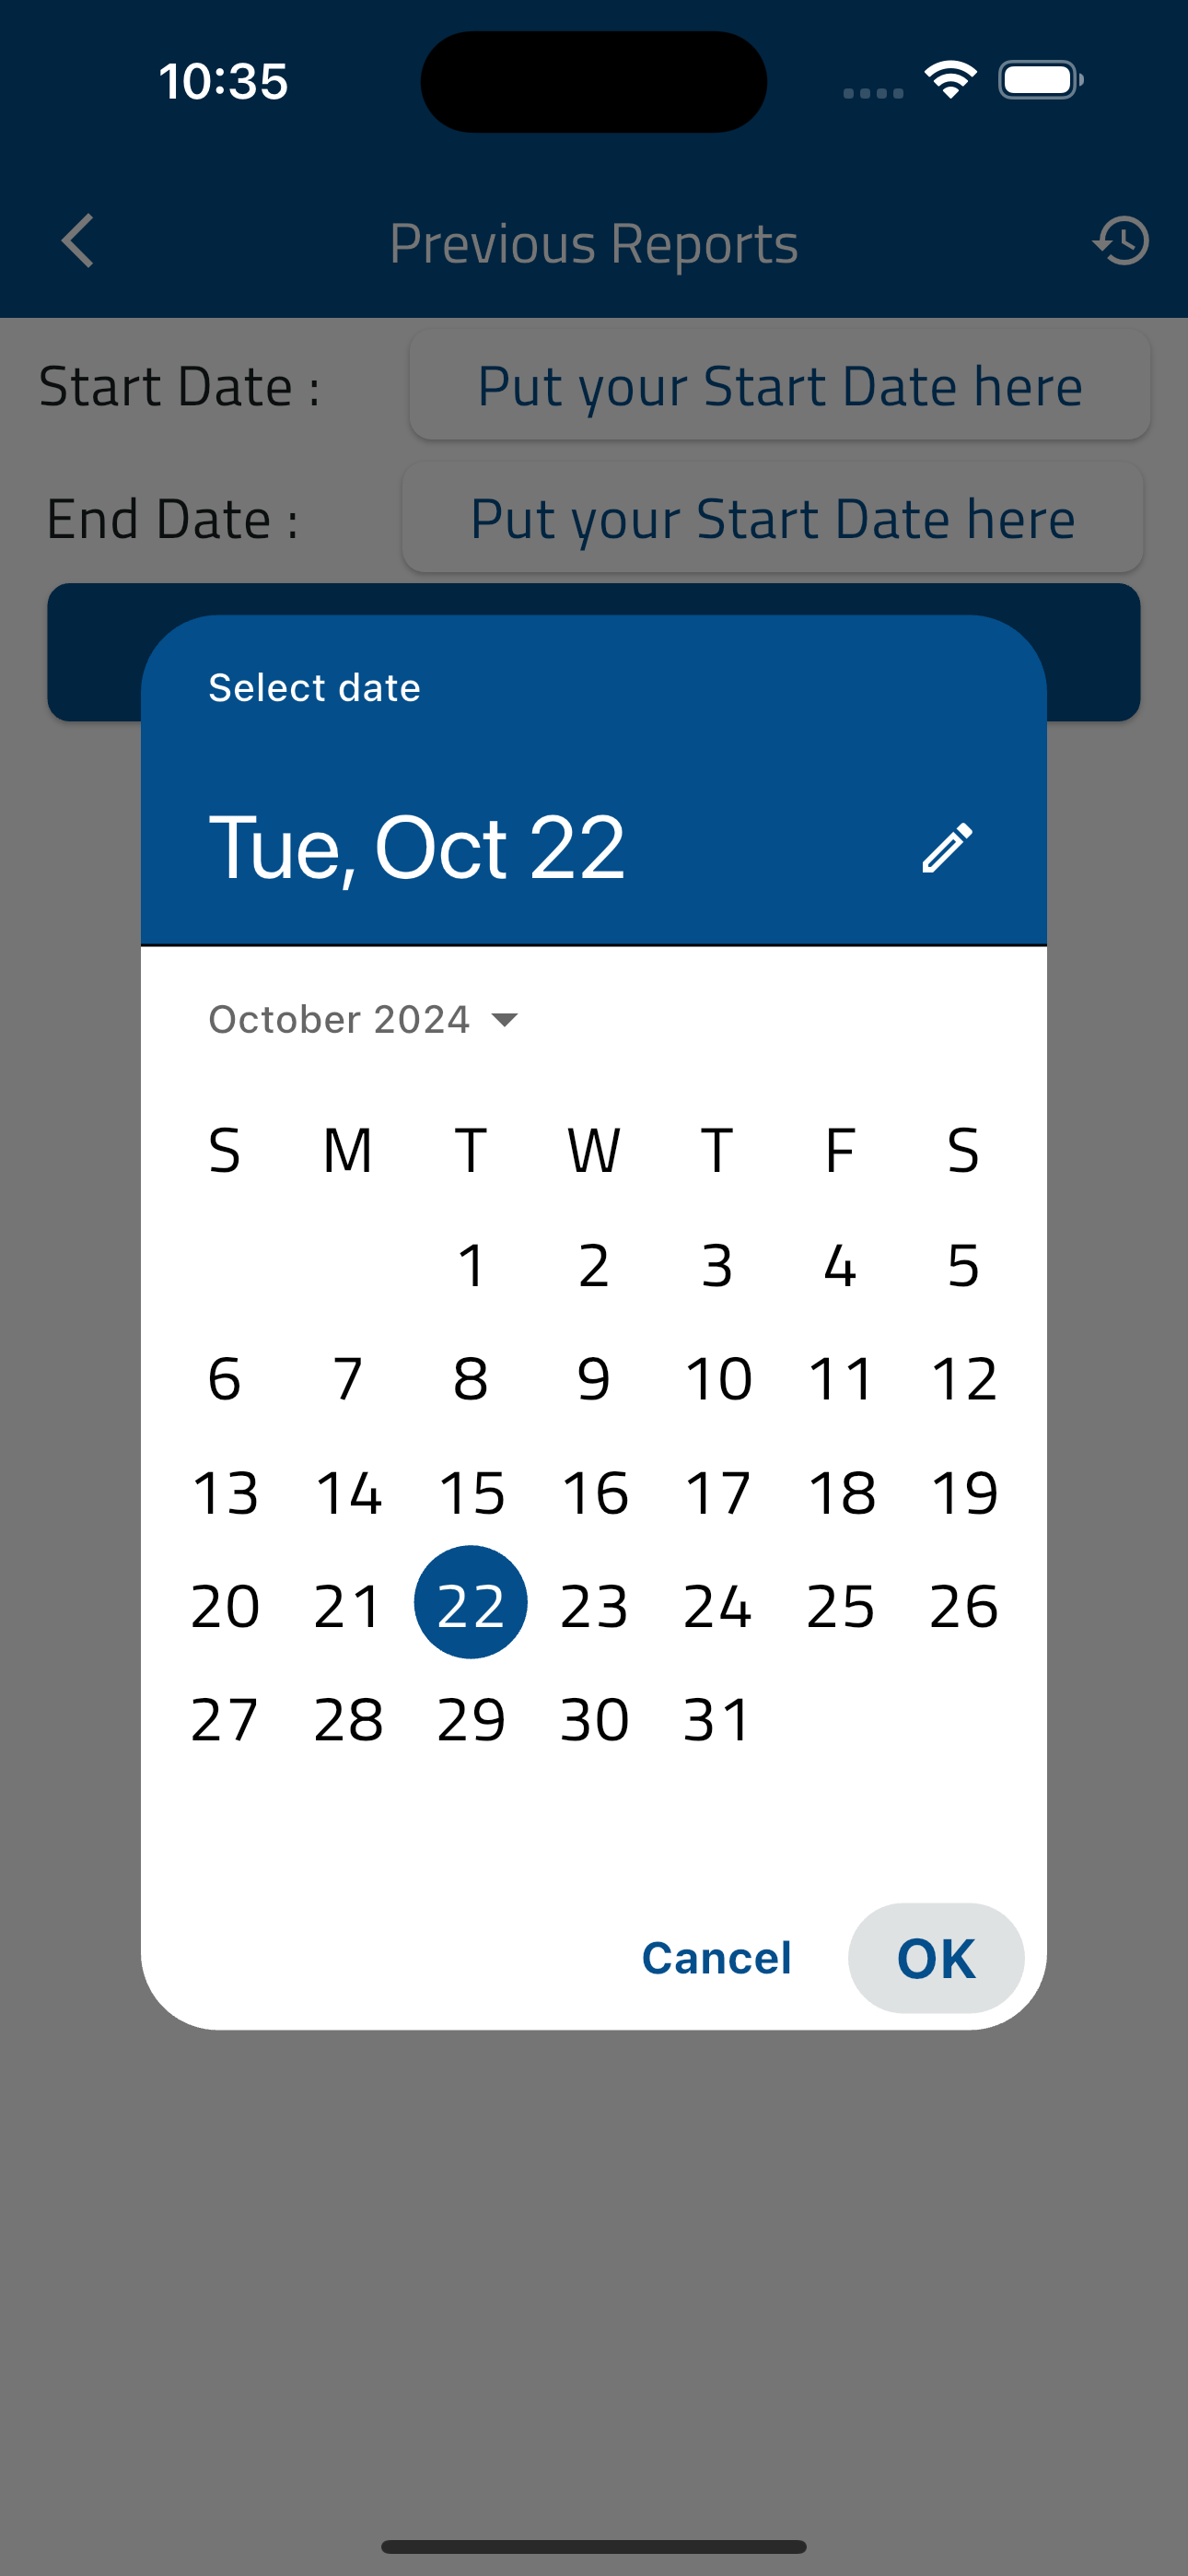 10:35
Previous Reports
Start Date : Put your Start Date here
End Date : Put your Start Date here
Select date
Tue, Oct 22
October 2024
S M T W T F S
1 2 3 4 5
6 7 8 9 10 11 12
13 14 15 16 17 18 19
20 21 22 23 24 25 26
27 28 29 30 31
Cancel OK